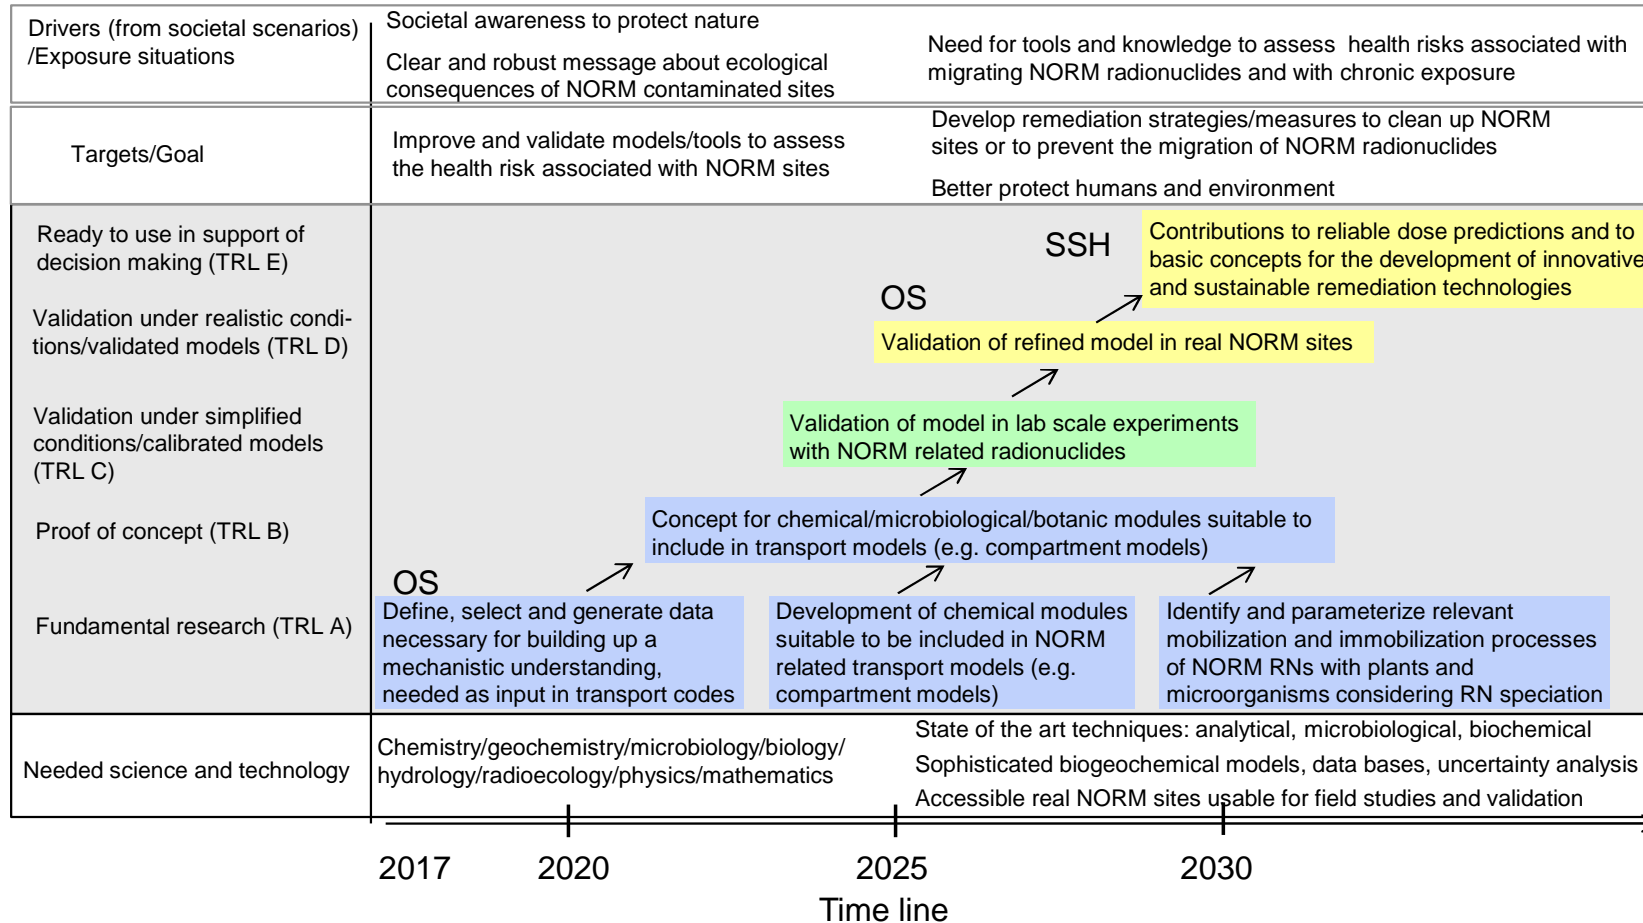 Drivers (from societal scenarios)
/Exposure situations
Societal awareness to protect nature
Clear and robust message about ecological
consequences of NORM contaminated sites
Need for tools and knowledge to assess health risks associated with
migrating NORM radionuclides and with chronic exposure
Targets/Goal
Improve and validate models/tools to assess
the health risk associated with NORM sites
Develop remediation strategies/measures to clean up NORM
sites or to prevent the migration of NORM radionuclides
Better protect humans and environment
Ready to use in support of
decision making (TRL E)
SSH
Contributions to reliable dose predictions and to
basic concepts for the development of innovative
and sustainable remediation technologies
OS
Validation under realistic condi-
tions/validated models (TRL D)
Validation of refined model in real NORM sites
Validation under simplified
conditions/calibrated models
(TRL C)
Validation of model in lab scale experiments
with NORM related radionuclides
Proof of concept (TRL B)
Concept for chemical/microbiological/botanic modules suitable to
include in transport models (e.g. compartment models)
OS
Fundamental research (TRL A)
Define, select and generate data
necessary for building up a
mechanistic understanding,
needed as input in transport codes
Development of chemical modules
suitable to be included in NORM
related transport models (e.g.
compartment models)
Identify and parameterize relevant
mobilization and immobilization processes
of NORM RNs with plants and
microorganisms considering RN speciation
Needed science and technology
Chemistry/geochemistry/microbiology/biology/
hydrology/radioecology/physics/mathematics
State of the art techniques: analytical, microbiological, biochemical
Sophisticated biogeochemical models, data bases, uncertainty analysis
Accessible real NORM sites usable for field studies and validation
2017 2020 2025 2030
Time line